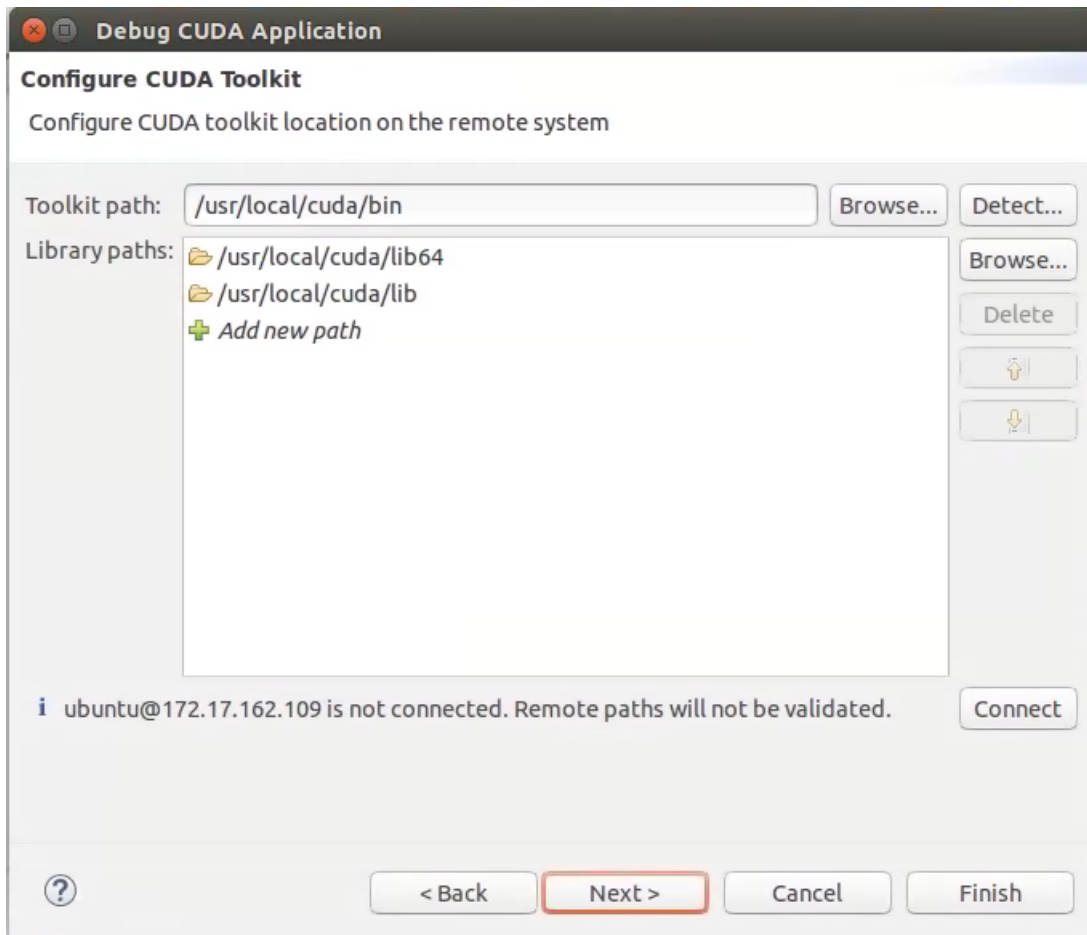 Debug CUDA Application
Configure CUDA Toolkit
Configure CUDA toolkit location on the remote system
Toolkit path: /usr/local/cuda/bin Browse... Detect...
Library paths: /usr/local/cuda/lib64 Browse...
/usr/local/cuda/lib Delete
Add new path
i ubuntu@172.17.162.109 is not connected. Remote paths will not be validated. Connect
? < Back Next > Cancel Finish